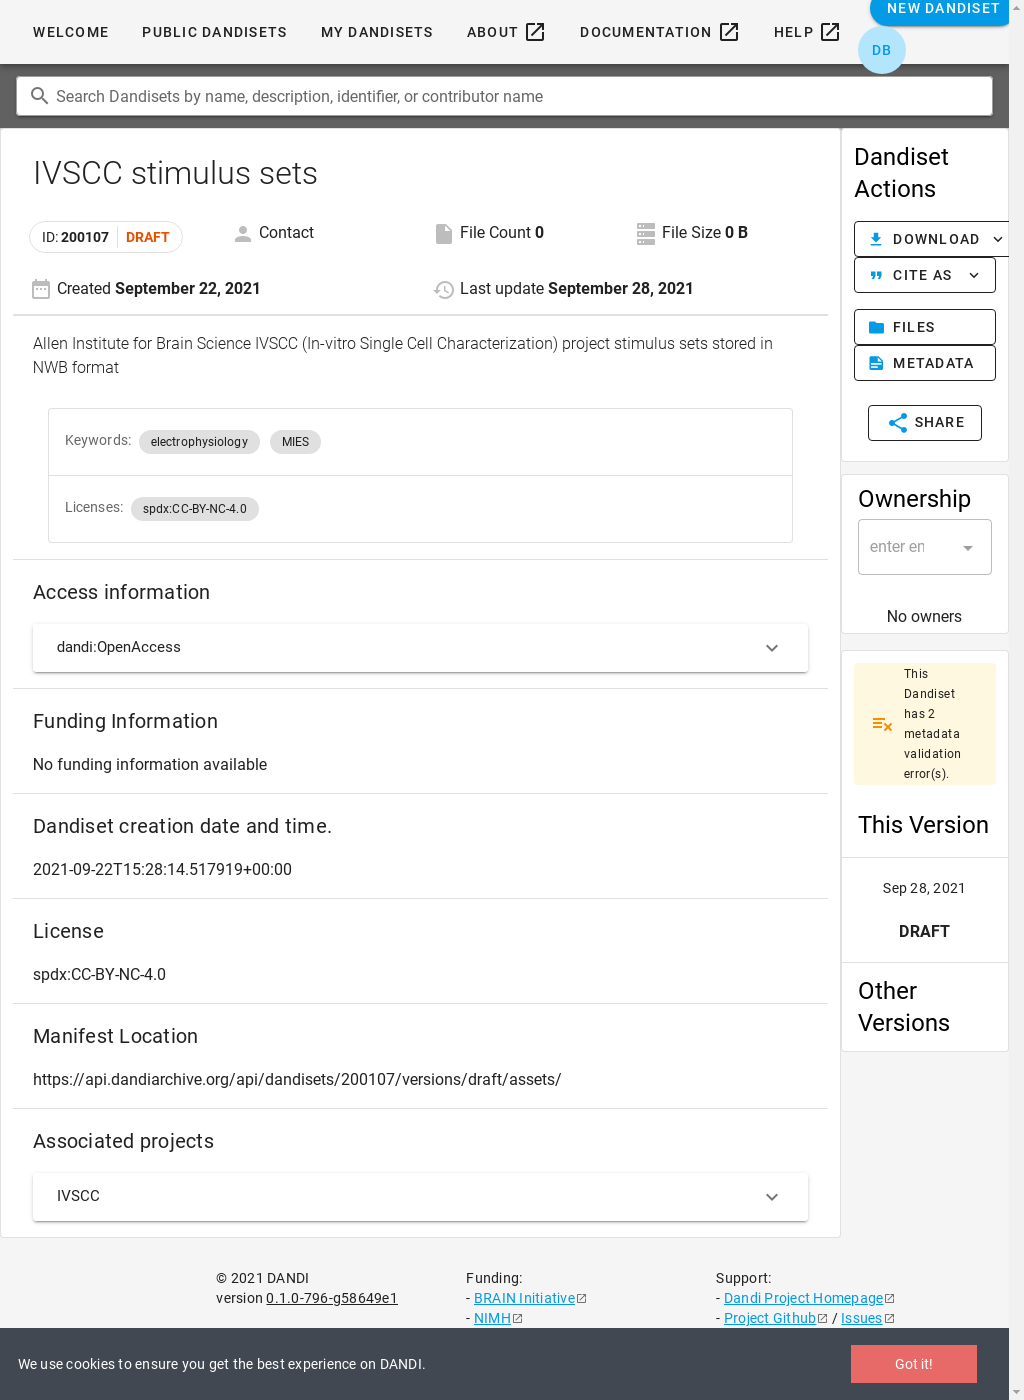 WELCOME PUBLIC DANDISETS MY DANDISETS ABOUT DOCUMENTATION HELP NEW DANDISET
DB
Search Dandisets by name, description, identifier, or contributor name
IVSCC stimulus sets
ID: 200107 DRAFT Contact File Count 0 File Size 0 B
Created September 22, 2021 Last update September 28, 2021
Allen Institute for Brain Science IVSCC (In-vitro Single Cell Characterization) project stimulus sets stored in
NWB format
Keywords: electrophysiology MIES
Licenses: spdx:CC-BY-NC-4.0
Access information
dandi:OpenAccess
Funding Information
No funding information available
Dandiset creation date and time.
2021-09-22T15:28:14.517919+00:00
License
spdx:CC-BY-NC-4.0
Manifest Location
https://api.dandiarchive.org/api/dandisets/200107/versions/draft/assets/
Associated projects
IVSCC
Dandiset
Actions
DOWNLOAD
CITE AS
FILES
METADATA
SHARE
Ownership
enter en
No owners
This
Dandiset
has 2
metadata
validation
error(s).
This Version
Sep 28, 2021
DRAFT
Other
Versions
© 2021 DANDI
version 0.1.0-796-g58649e1
Funding:
- BRAIN Initiative
- NIMH
Support:
- Dandi Project Homepage
- Project Github / Issues
We use cookies to ensure you get the best experience on DANDI.
Got it!